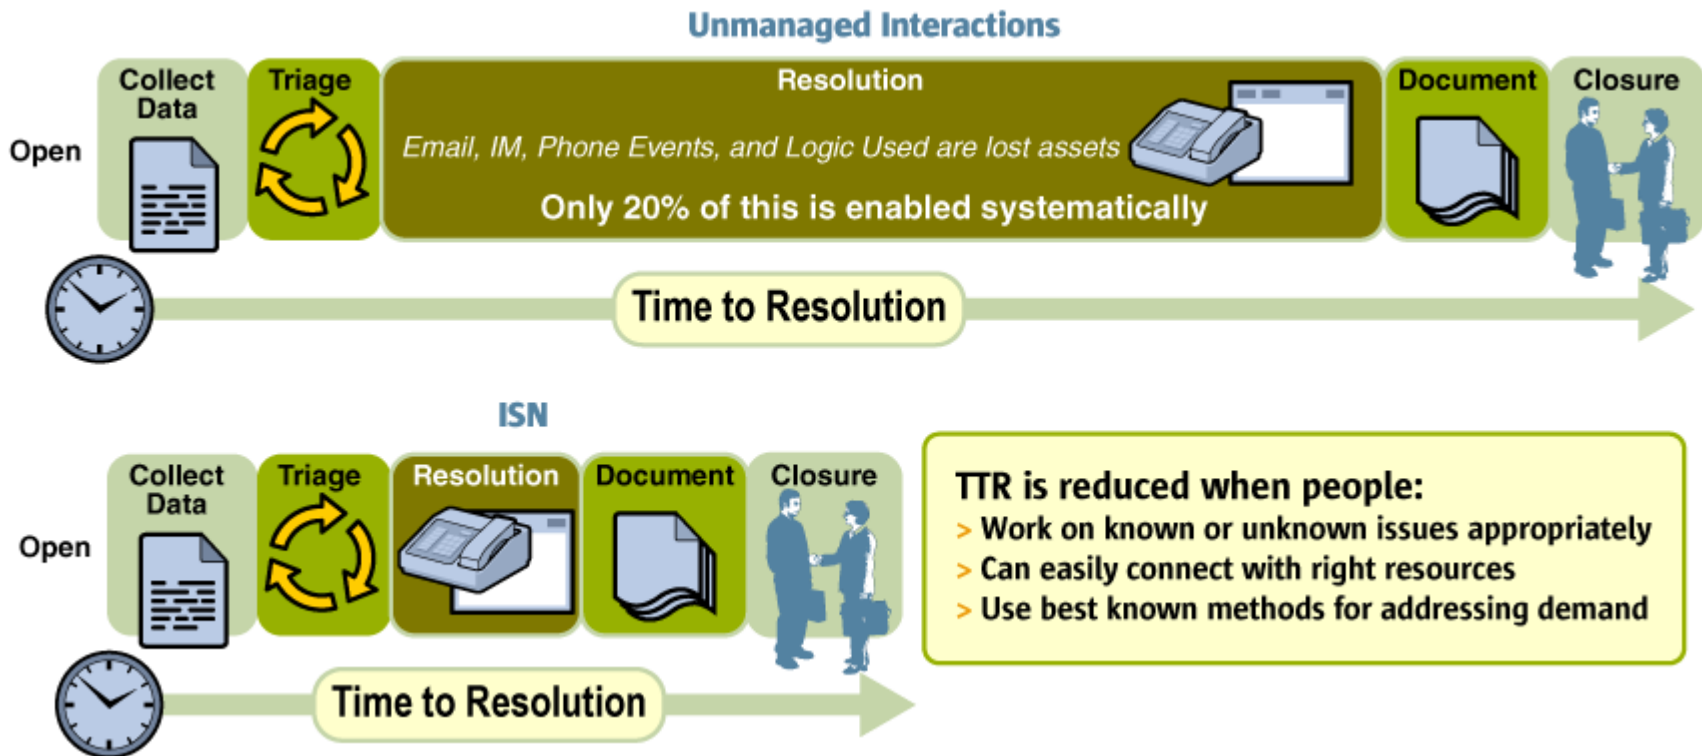 Unmanaged Interactions
Open
Collect
Data
Triage
Resolution
Email, IM, Phone Events, and Logic Used are lost assets
Only 20% of this is enabled systematically
Document
Closure
Time to Resolution
ISN
Open
Collect
Data
Triage
Resolution
Document
Closure
Time to Resolution
TTR is reduced when people:
> Work on known or unknown issues appropriately
> Can easily connect with right resources
> Use best known methods for addressing demand